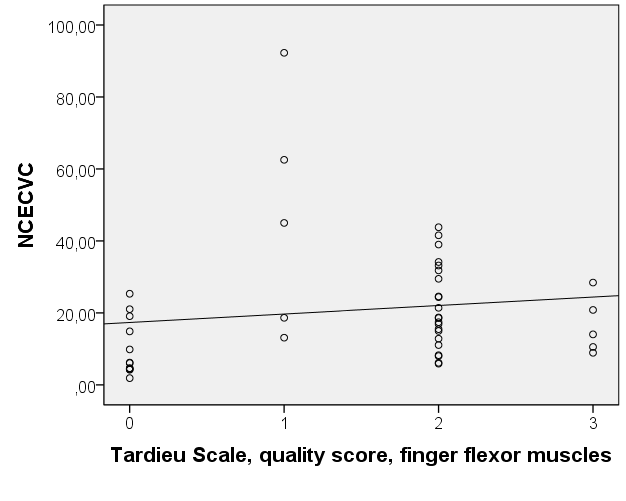 100,00
80,00
60,00
40,00
20,00
,00
NCECVC
0 1 2 3
Tardieu Scale, quality score, finger flexor muscles